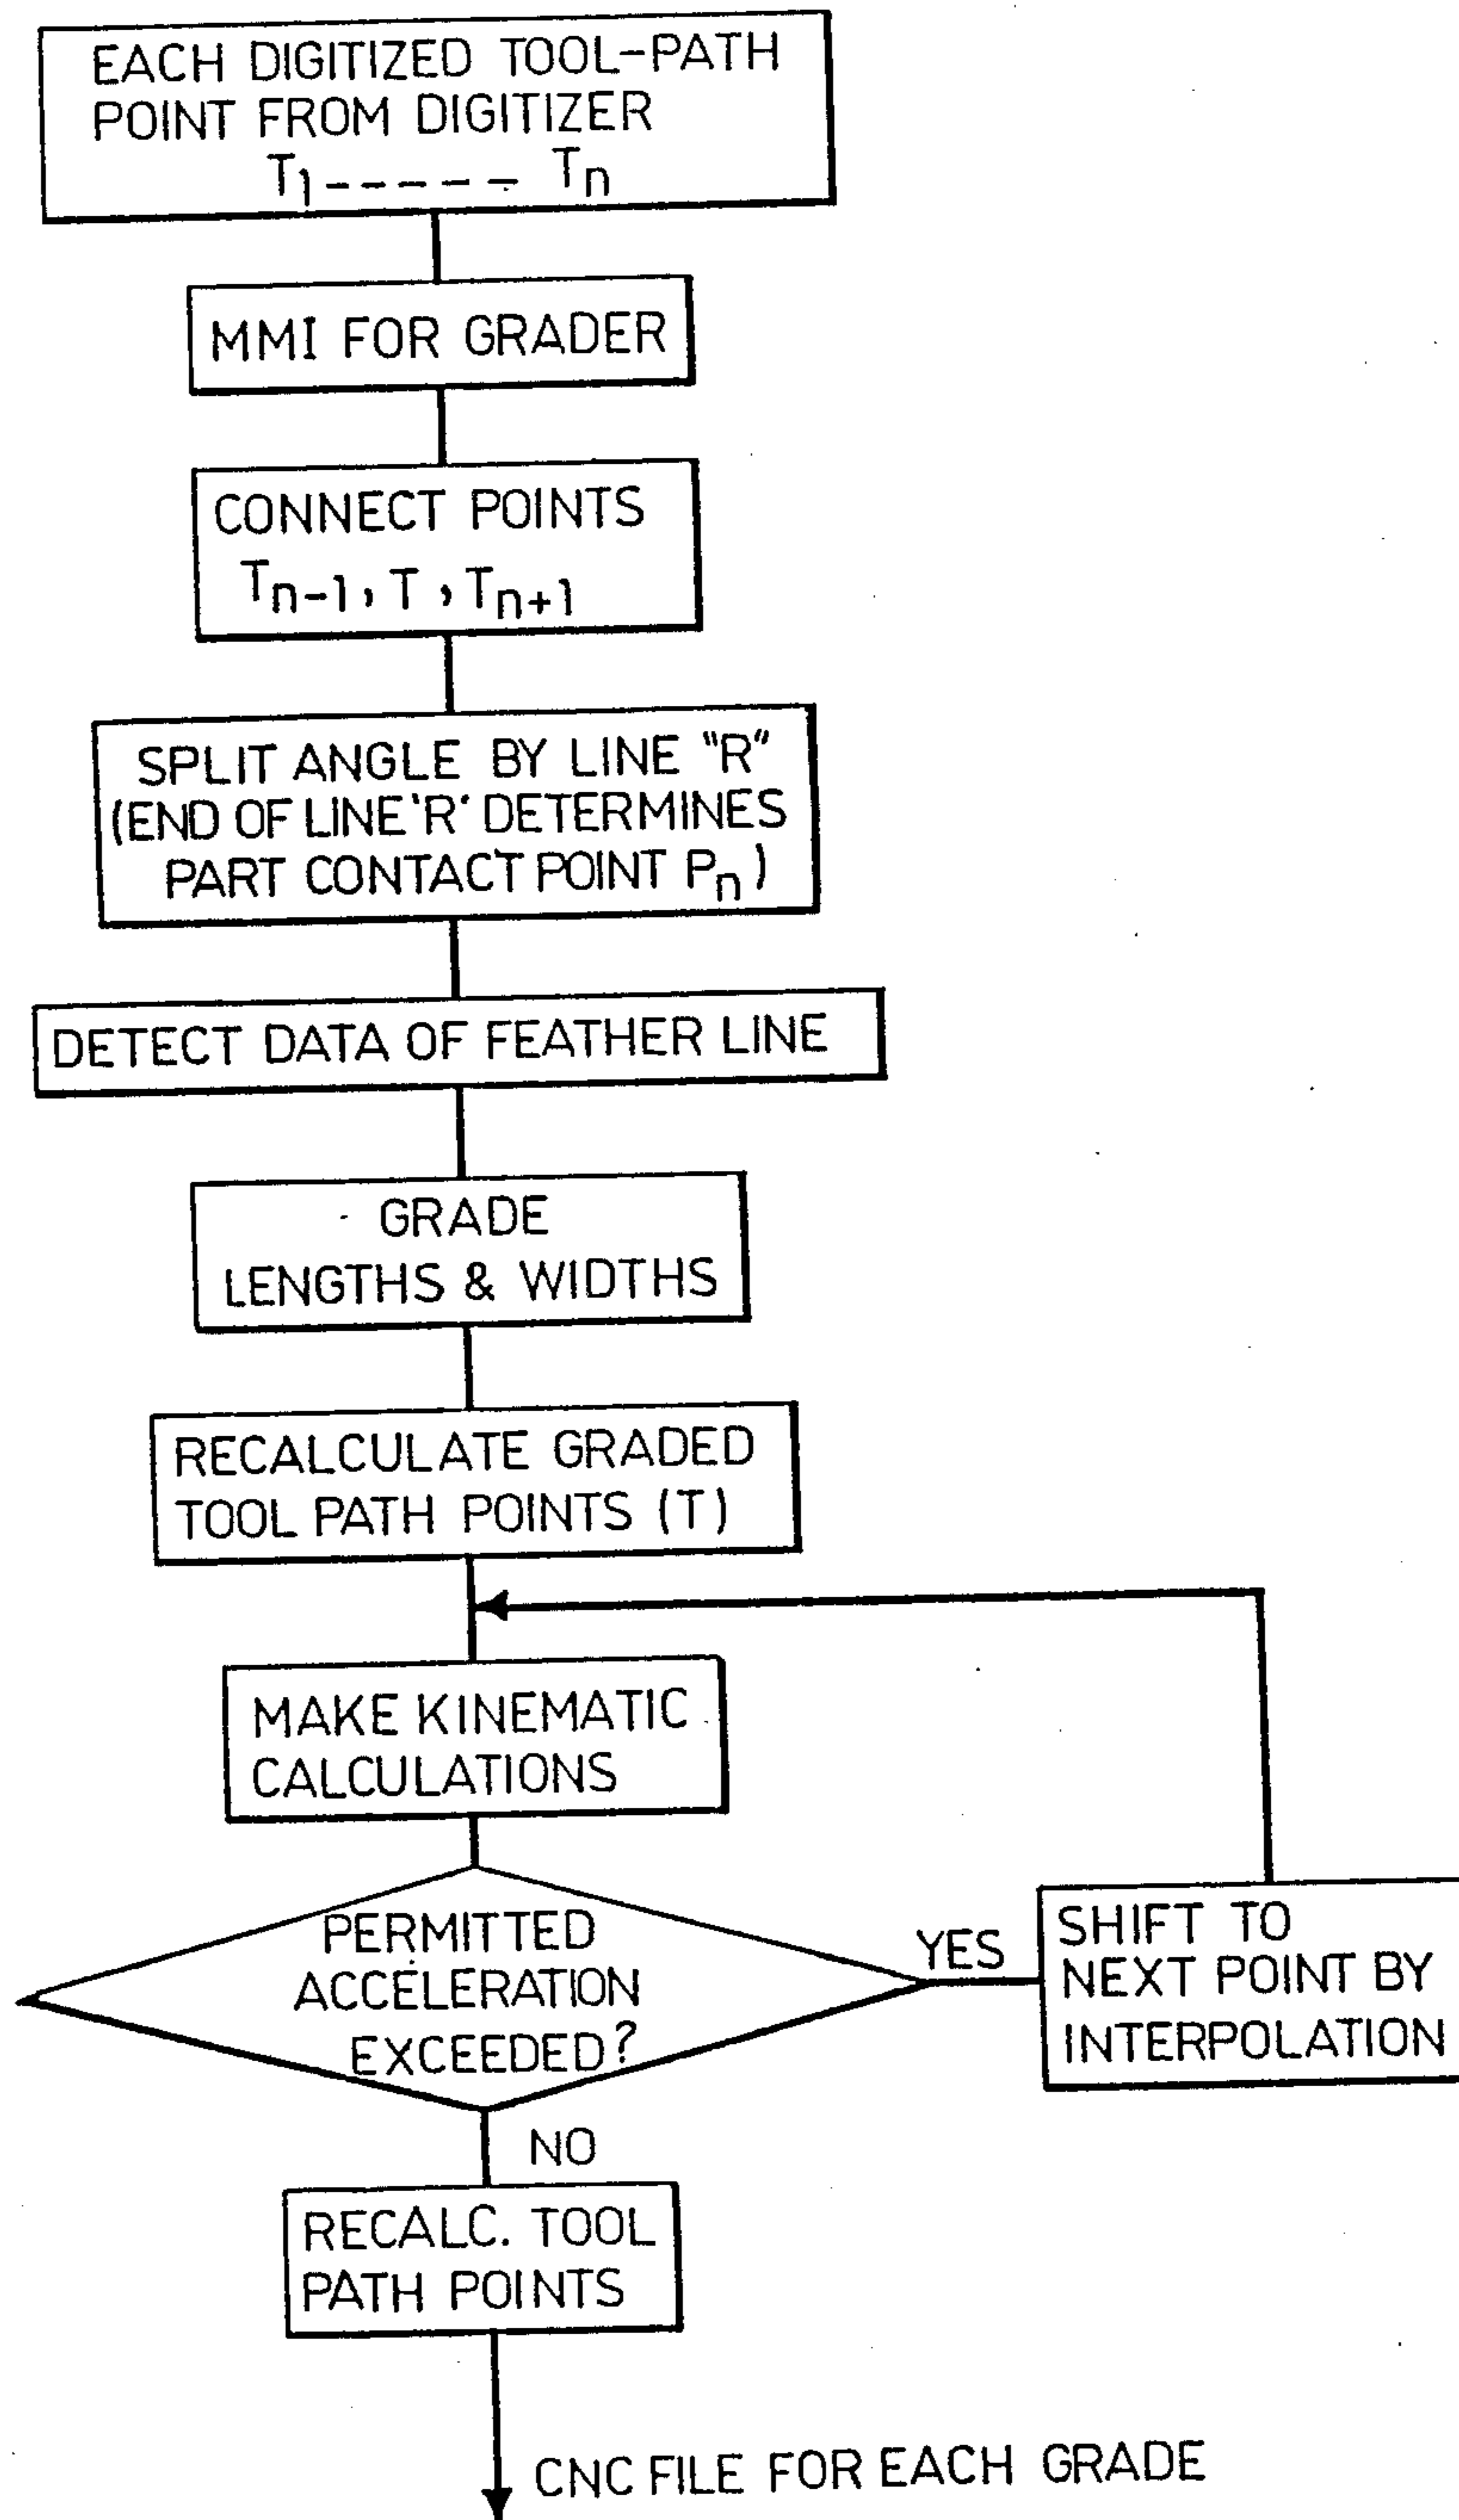 EACH DIGITIZED TOOL-PATH
POINT FROM DIGITIZER
T1 ----- Tn
MMI FOR GRADER
CONNECT POINTS
Tn-1, T, Tn+1
SPLIT ANGLE BY LINE "R"
(END OF LINE 'R' DETERMINES
PART CONTACT POINT Pn)
DETECT DATA OF FEATHER LINE
GRADE
LENGTHS & WIDTHS
RECALCULATE GRADED
TOOL PATH POINTS (T)
MAKE KINEMATIC
CALCULATIONS
PERMITTED
ACCELERATION
EXCEEDED?
YES
SHIFT TO
NEXT POINT BY
INTERPOLATION
NO
RECALC. TOOL
PATH POINTS
CNC FILE FOR EACH GRADE